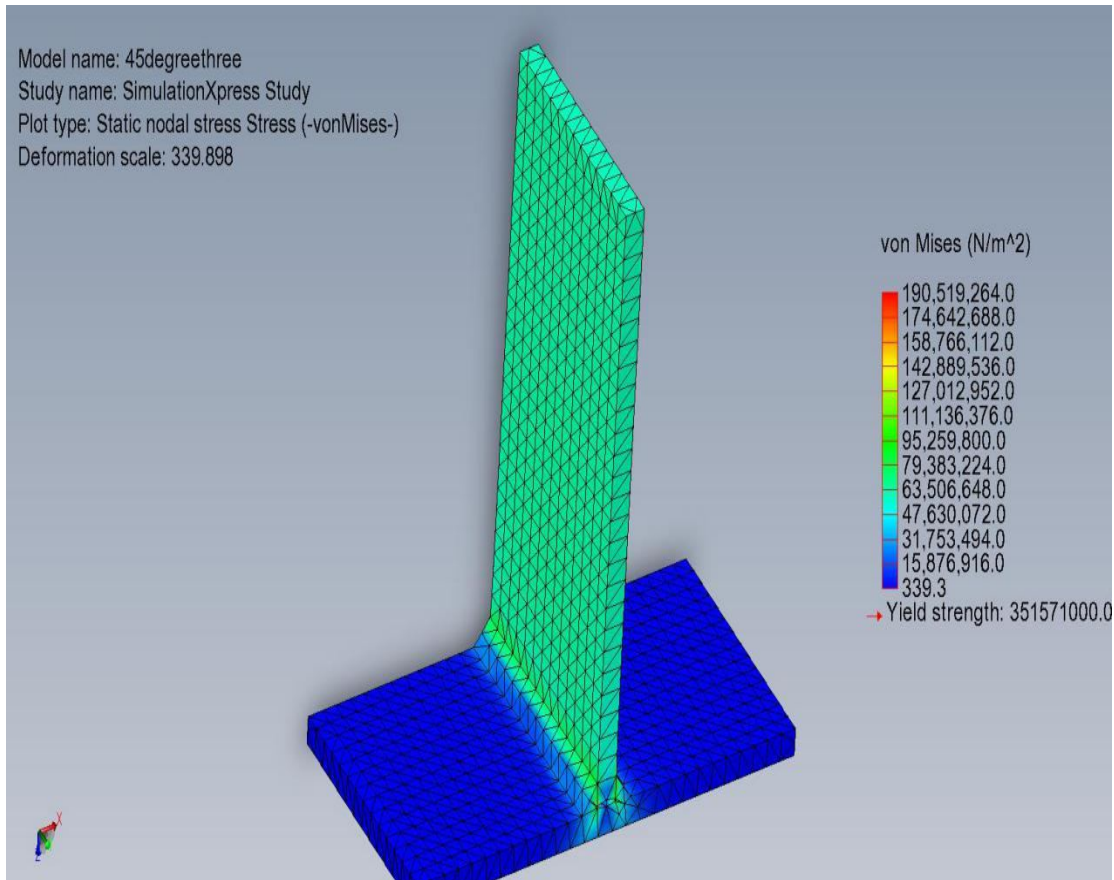 Model name: 45degreethree
Study name: SimulationXpress Study
Plot type: Static nodal stress Stress (-vonMises-)
Deformation scale: 339.898
von Mises (N/m^2)
190,519,264.0
174,642,688.0
158,766,112.0
142,889,536.0
127,012,952.0
111,136,376.0
95,259,800.0
79,383,224.0
63,506,648.0
47,630,072.0
31,753,494.0
15,876,916.0
339.3
Yield strength: 351571000.0
X
Z